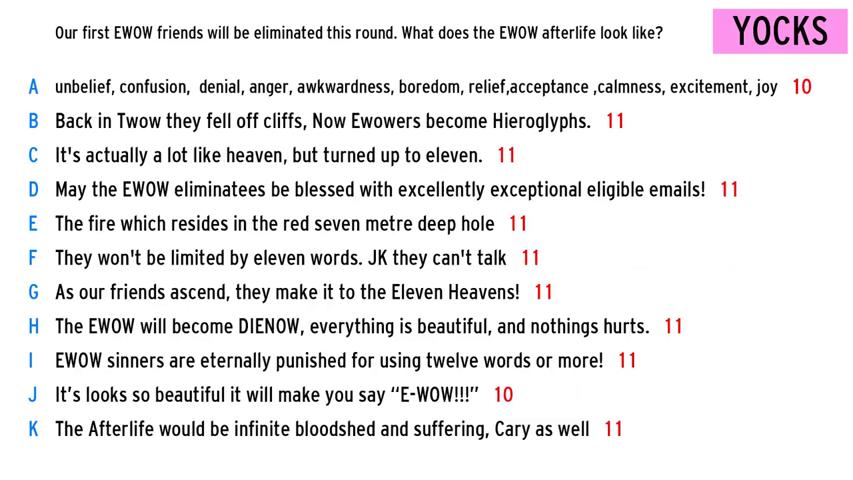 Our first EWOW friends will be eliminated this round. What does the EWOW afterlife look like?
YOCKS
A unbelief, confusion, denial, anger, awkwardness, boredom, relief,acceptance ,calmness, excitement, joy 10
B Back in Twow they fell off cliffs, Now Ewowers become Hieroglyphs. 11
C It's actually a lot like heaven, but turned up to eleven. 11
D May the EWOW eliminatees be blessed with excellently exceptional eligible emails! 11
E The fire which resides in the red seven metre deep hole 11
F They won't be limited by eleven words. JK they can't talk 11
G As our friends ascend, they make it to the Eleven Heavens! 11
H The EWOW will become DIENOW, everything is beautiful, and nothings hurts. 11
I EWOW sinners are eternally punished for using twelve words or more! 11
J It’s looks so beautiful it will make you say “E-WOW!!!” 10
K The Afterlife would be infinite bloodshed and suffering, Cary as well 11